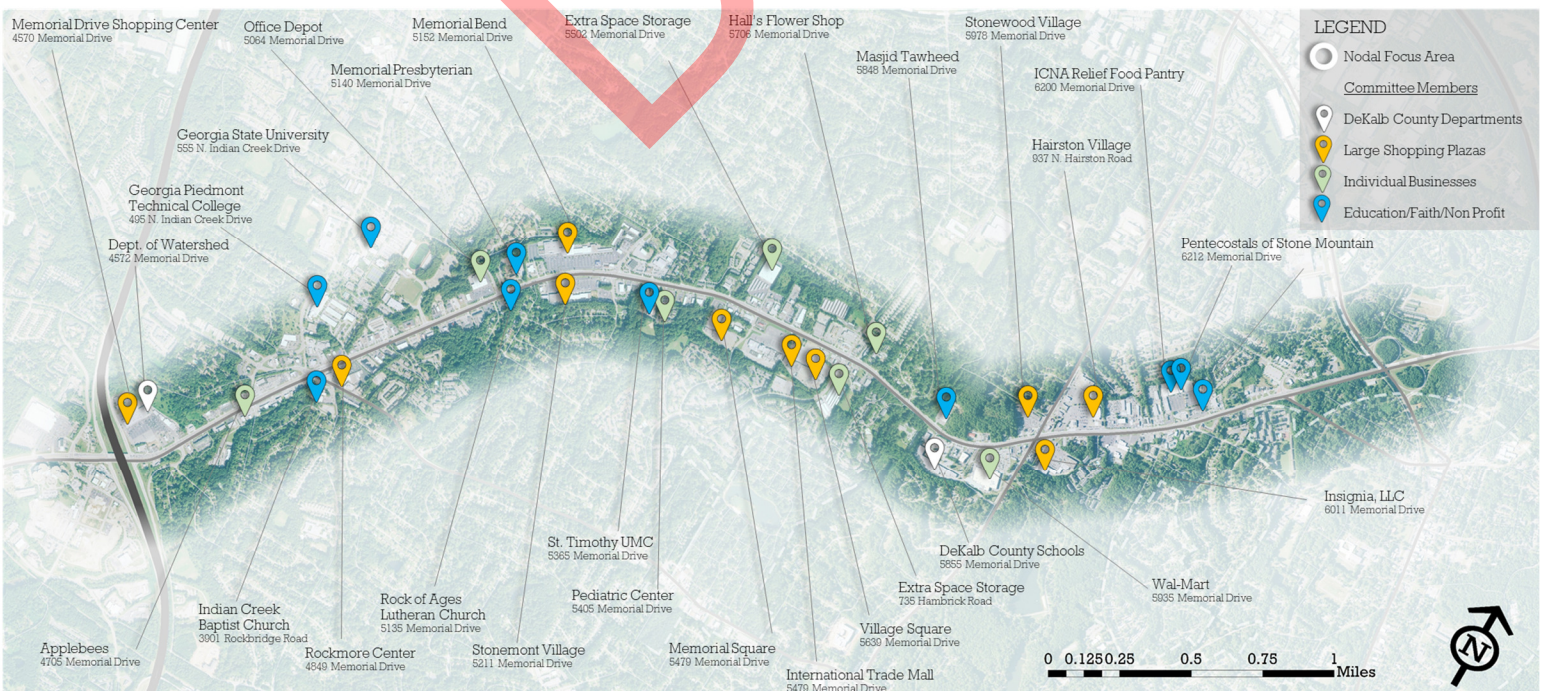 Memorial Drive Shopping Center
4570 Memorial Drive
Office Depot
5064 Memorial Drive
Memorial Bend
5152 Memorial Drive
Extra Space Storage
5502 Memorial Drive
Hall's Flower Shop
5706 Memorial Drive
Stonewood Village
5978 Memorial Drive
Memorial Presbyterian
5140 Memorial Drive
Masjid Tawheed
5848 Memorial Drive
ICNA Relief Food Pantry
6200 Memorial Drive
Georgia State University
555 N. Indian Creek Drive
Hairston Village
937 N. Hairston Road
Georgia Piedmont
Technical College
495 N. Indian Creek Drive
Dept. of Watershed
4572 Memorial Drive
Pentecostals of Stone Mountain
6212 Memorial Drive
LEGEND
Nodal Focus Area
Committee Members
DeKalb County Departments
Large Shopping Plazas
Individual Businesses
Education/Faith/Non Profit
Insignia, LLC
6011 Memorial Drive
St. Timothy UMC
5365 Memorial Drive
DeKalb County Schools
5855 Memorial Drive
Wal-Mart
5935 Memorial Drive
Extra Space Storage
735 Hambrick Road
Pediatric Center
5405 Memorial Drive
Rock of Ages
Lutheran Church
5135 Memorial Drive
Indian Creek
Baptist Church
3901 Rockbridge Road
Village Square
5639 Memorial Drive
Applebees
4705 Memorial Drive
Rockmore Center
4849 Memorial Drive
Stonemont Village
5211 Memorial Drive
Memorial Square
5479 Memorial Drive
International Trade Mall
5479 Memorial Drive
0 0.125 0.25 0.5 0.75 1
Miles
N